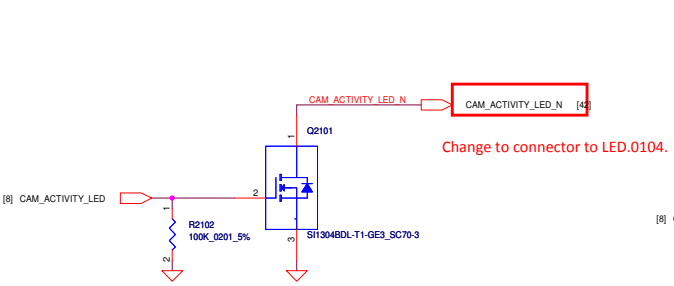 CAM_ACTIVITY_LED_N
CAM_ACTIVITY_LED_N [42]
1
Q2101
Change to connector to LED.0104.
[8] CAM_ACTIVITY_LED
2
[8]
1
R2102
100K_0201_5%
2
3
SI1304BDL-T1-GE3_SC70-3